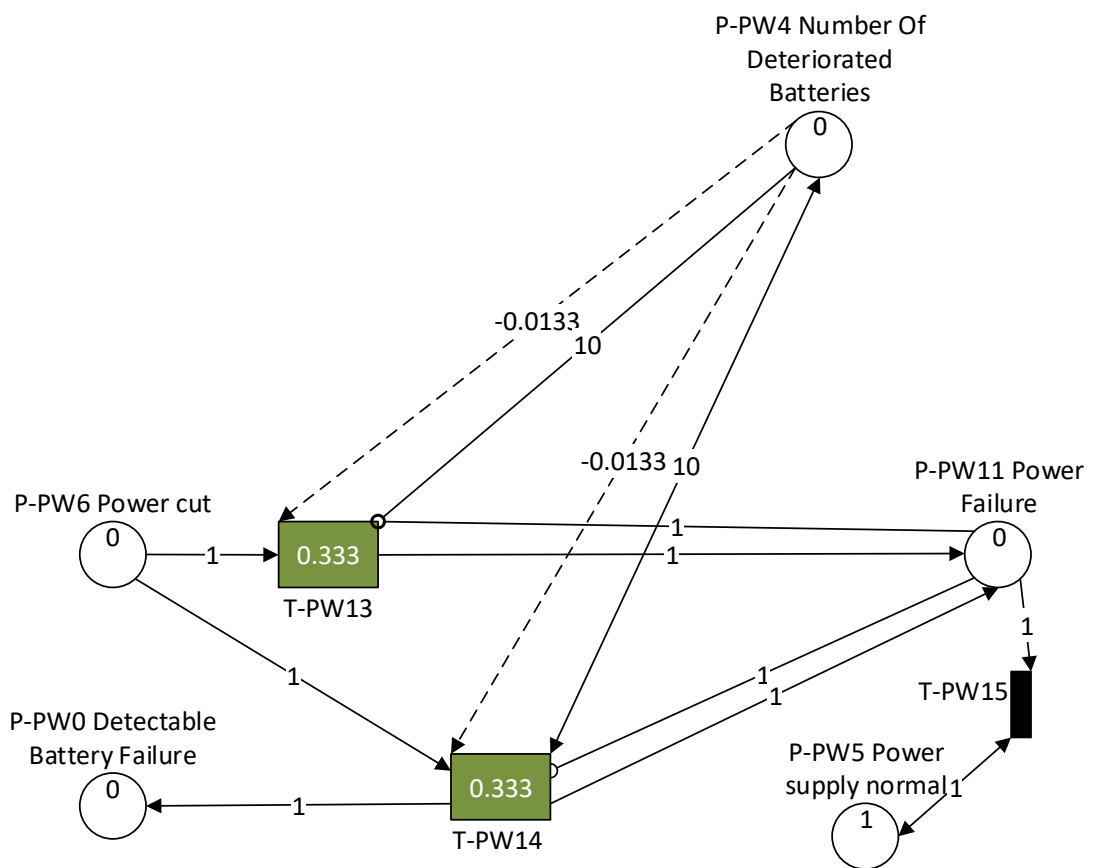 P-PW4 Number Of
Deteriorated
Batteries
0
-0.0133
10
-0.0133
10
P-PW6 Power cut
0
1
0.333
T-PW13
1
1
P-PW11 Power
Failure
0
1
1
1
1
T-PW15
P-PW0 Detectable
Battery Failure
0
1
0.333
T-PW14
P-PW5 Power
supply normal
1
1